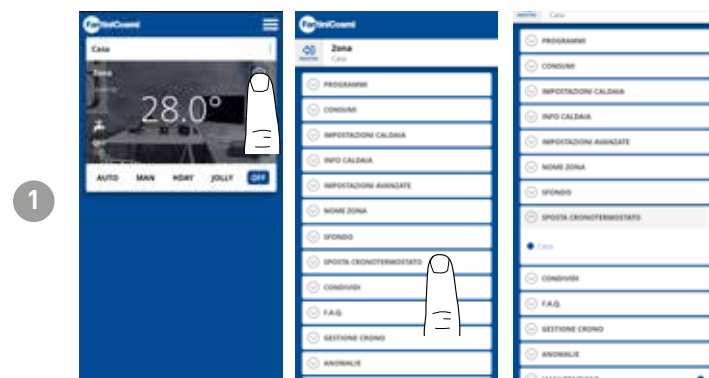 1
FantiniCosmi
Casa
Zona
28.0°
AUTO MAN HDAY JOLLY OFF
FantiniCosmi
Zona
Casa
PROGRAMMI
CONSUMI
IMPOSTAZIONI CALDAIA
INFO CALDAIA
IMPOSTAZIONI AVANZATE
NOME ZONA
SFONDO
SPOSTA CRONOTERMOSTATO
CONDIVIDI
F.A.Q.
GESTIONE CRONO
ANOMALIE
Casa
PROGRAMMI
CONSUMI
IMPOSTAZIONI CALDAIA
INFO CALDAIA
IMPOSTAZIONI AVANZATE
NOME ZONA
SFONDO
SPOSTA CRONOTERMOSTATO
Casa
CONDIVIDI
F.A.Q.
GESTIONE CRONO
ANOMALIE